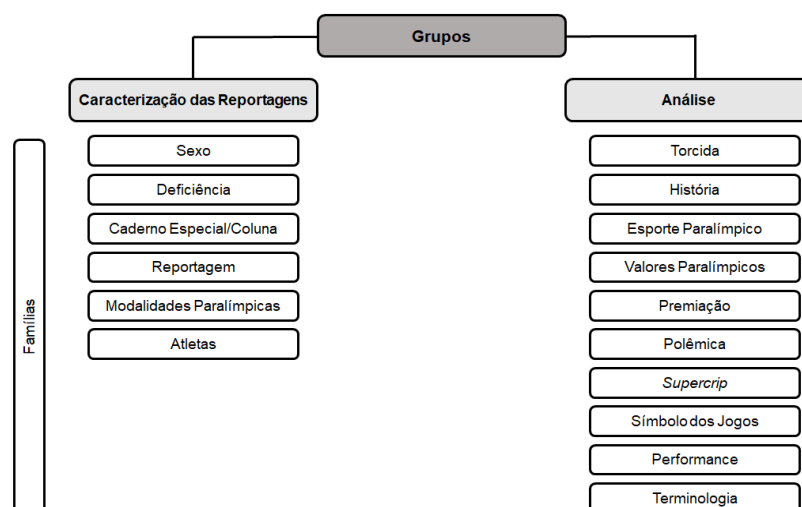 Grupos
Caracterização das Reportagens
Análise
Famílias
Sexo
Deficiência
Caderno Especial/Coluna
Reportagem
Modalidades Paralímpicas
Atletas
Torcida
História
Esporte Paralímpico
Valores Paralímpicos
Premiação
Polêmica
Supercrip
Símbolo dos Jogos
Performance
Terminologia